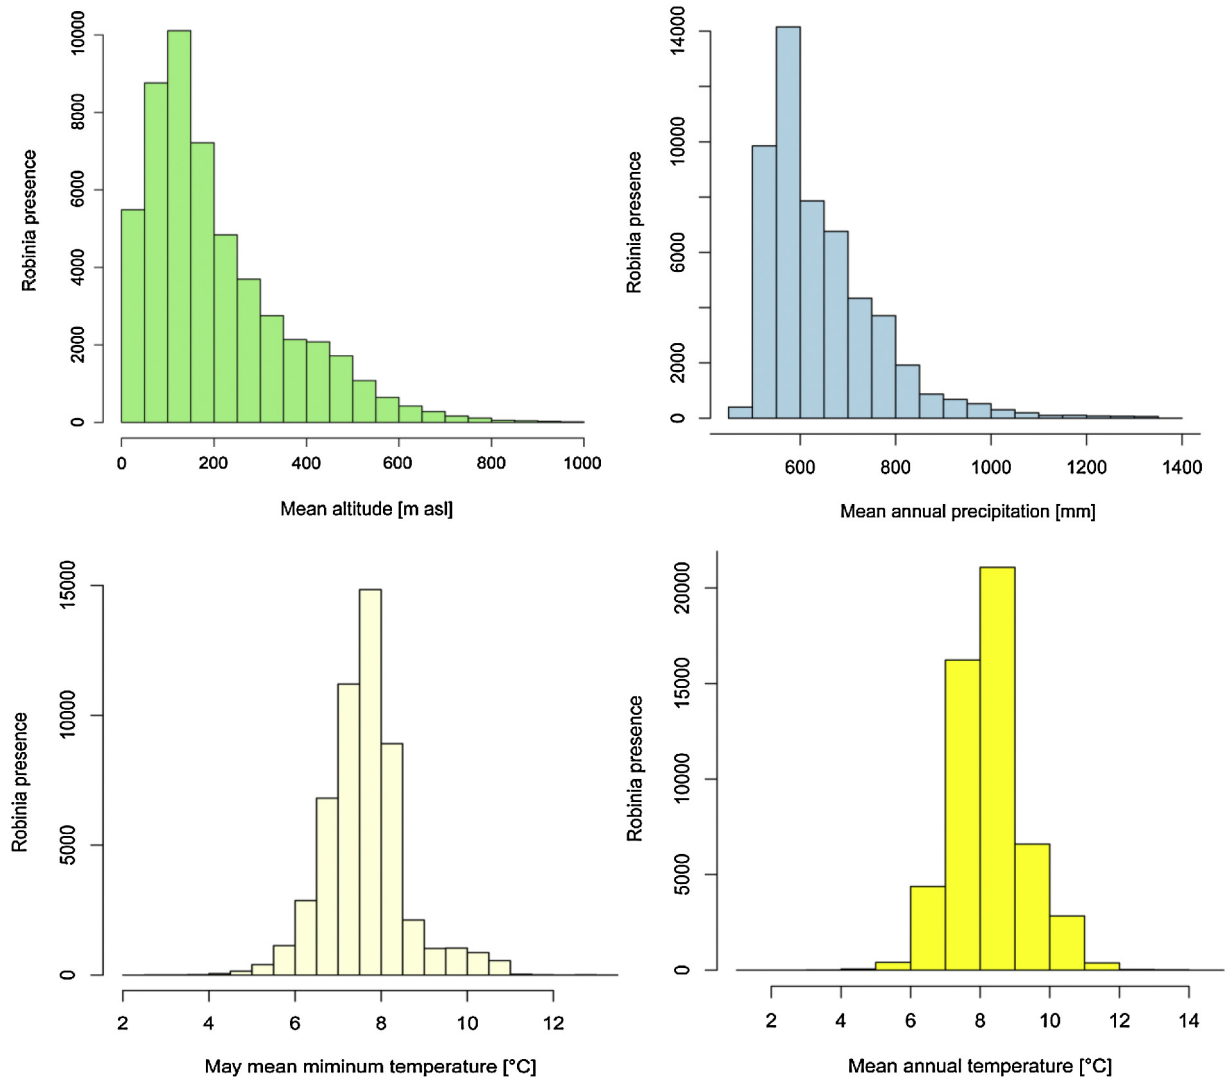 Robinia presence
10000
8000
6000
4000
2000
0
0 200 400 600 800 1000
Mean altitude [m asl]
Robinia presence
14000
10000
6000
2000
0
600 800 1000 1200 1400
Mean annual precipitation [mm]
Robinia presence
15000
10000
5000
0
2 4 6 8 10 12
May mean miminum temperature [°C]
Robinia presence
20000
15000
10000
5000
0
2 4 6 8 10 12 14
Mean annual temperature [°C]